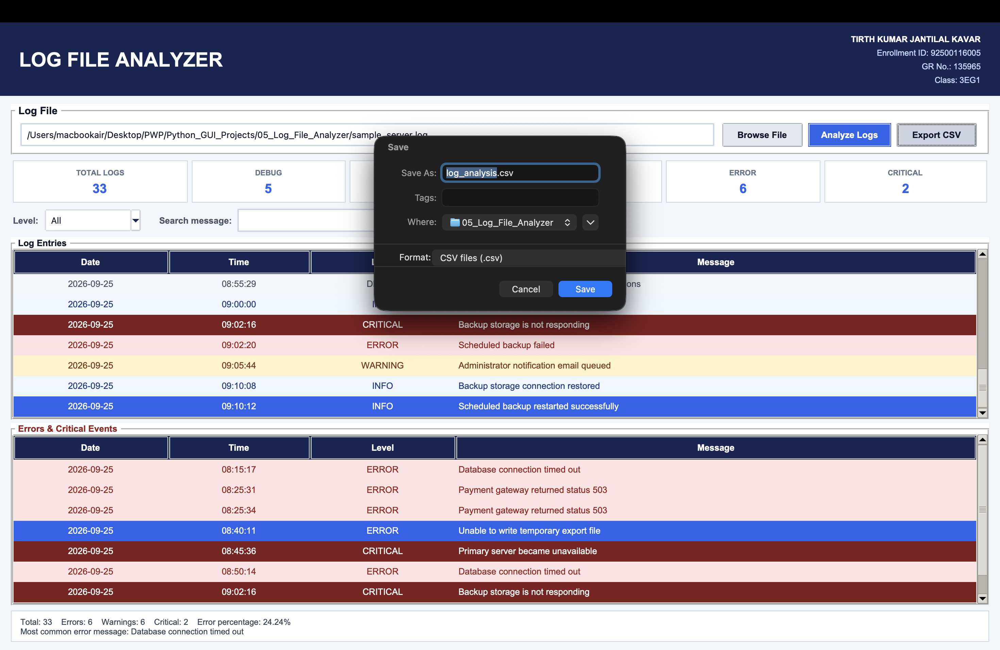 TIRTH KUMAR JANTILAL KAVAR
LOG FILE ANALYZER
Enrollment ID: 92500116005
GR No.: 135965
Class: 3EG1
Log File
/Users/macbookair/Desktop/PWP/Python_GUI_Projects/05_Log_File_Analyzer/sample_server.log
Browse File
Analyze Logs
Export CSV
Save
Save As: log_analysis.csv
Tags:
Where: 05_Log_File_Analyzer
Format: CSV files (.csv)
Cancel Save
TOTAL LOGS
33
DEBUG
5
ERROR
6
CRITICAL
2
Level: All Search message:
Log Entries
Date Time Message
2026-09-25 08:55:29
2026-09-25 09:00:00
2026-09-25 09:02:16 CRITICAL Backup storage is not responding
2026-09-25 09:02:20 ERROR Scheduled backup failed
2026-09-25 09:05:44 WARNING Administrator notification email queued
2026-09-25 09:10:08 INFO Backup storage connection restored
2026-09-25 09:10:12 INFO Scheduled backup restarted successfully
Errors & Critical Events
Date Time Level Message
2026-09-25 08:15:17 ERROR Database connection timed out
2026-09-25 08:25:31 ERROR Payment gateway returned status 503
2026-09-25 08:25:34 ERROR Payment gateway returned status 503
2026-09-25 08:40:11 ERROR Unable to write temporary export file
2026-09-25 08:45:36 CRITICAL Primary server became unavailable
2026-09-25 08:50:14 ERROR Database connection timed out
2026-09-25 09:02:16 CRITICAL Backup storage is not responding
Total: 33 Errors: 6 Warnings: 6 Critical: 2 Error percentage: 24.24%
Most common error message: Database connection timed out